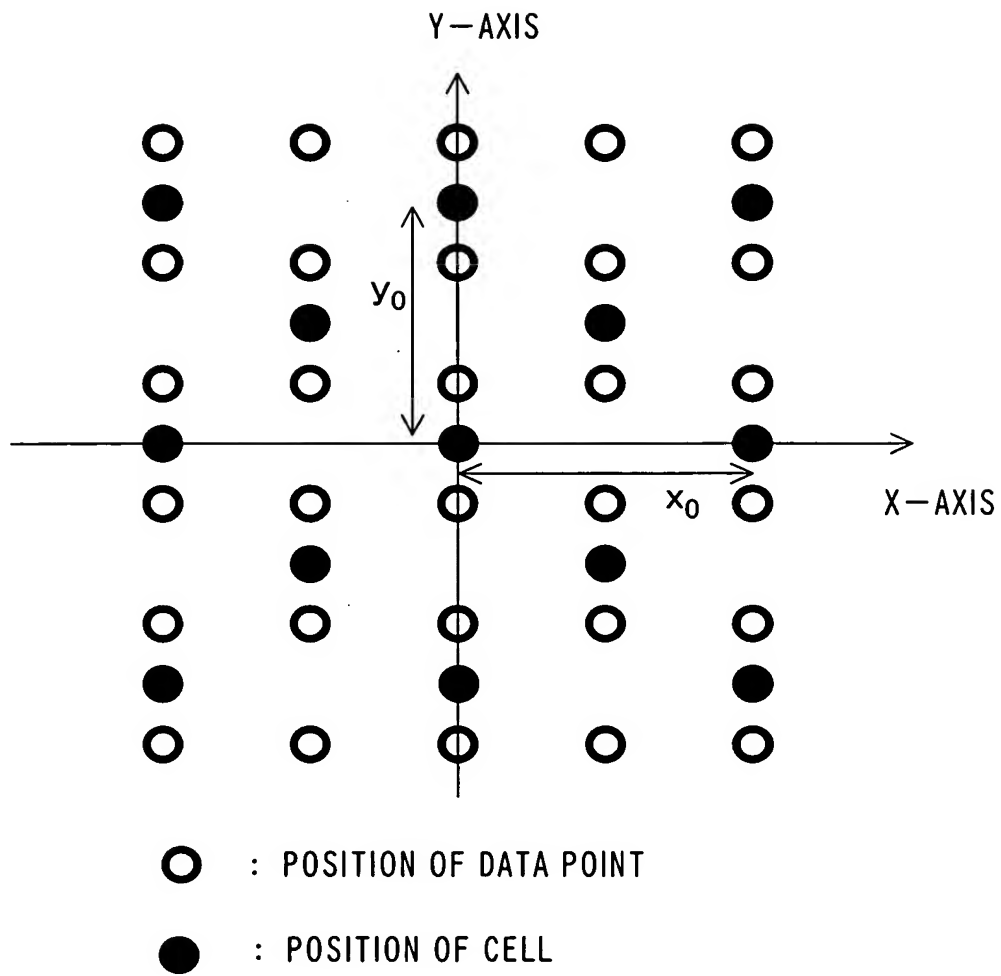 Y-AXIS
y0
x0
X-AXIS
: POSITION OF DATA POINT
: POSITION OF CELL